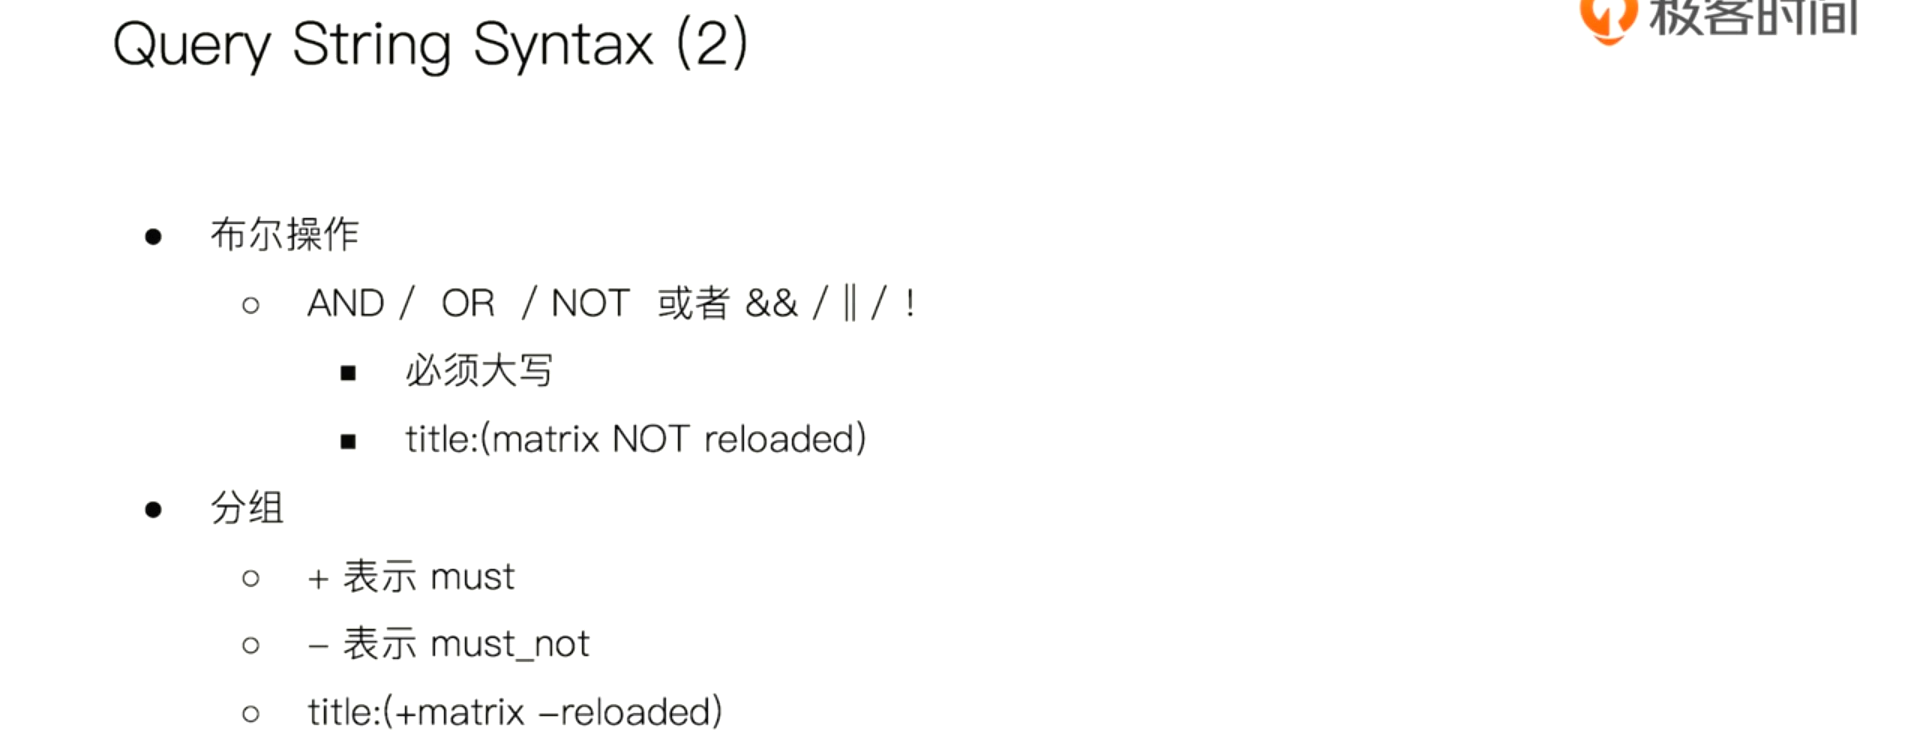 Query String Syntax (2)
极客时间
布尔操作
AND / OR / NOT 或者 && / || / !
必须大写
title:(matrix NOT reloaded)
分组
+ 表示 must
– 表示 must_not
title:(+matrix –reloaded)